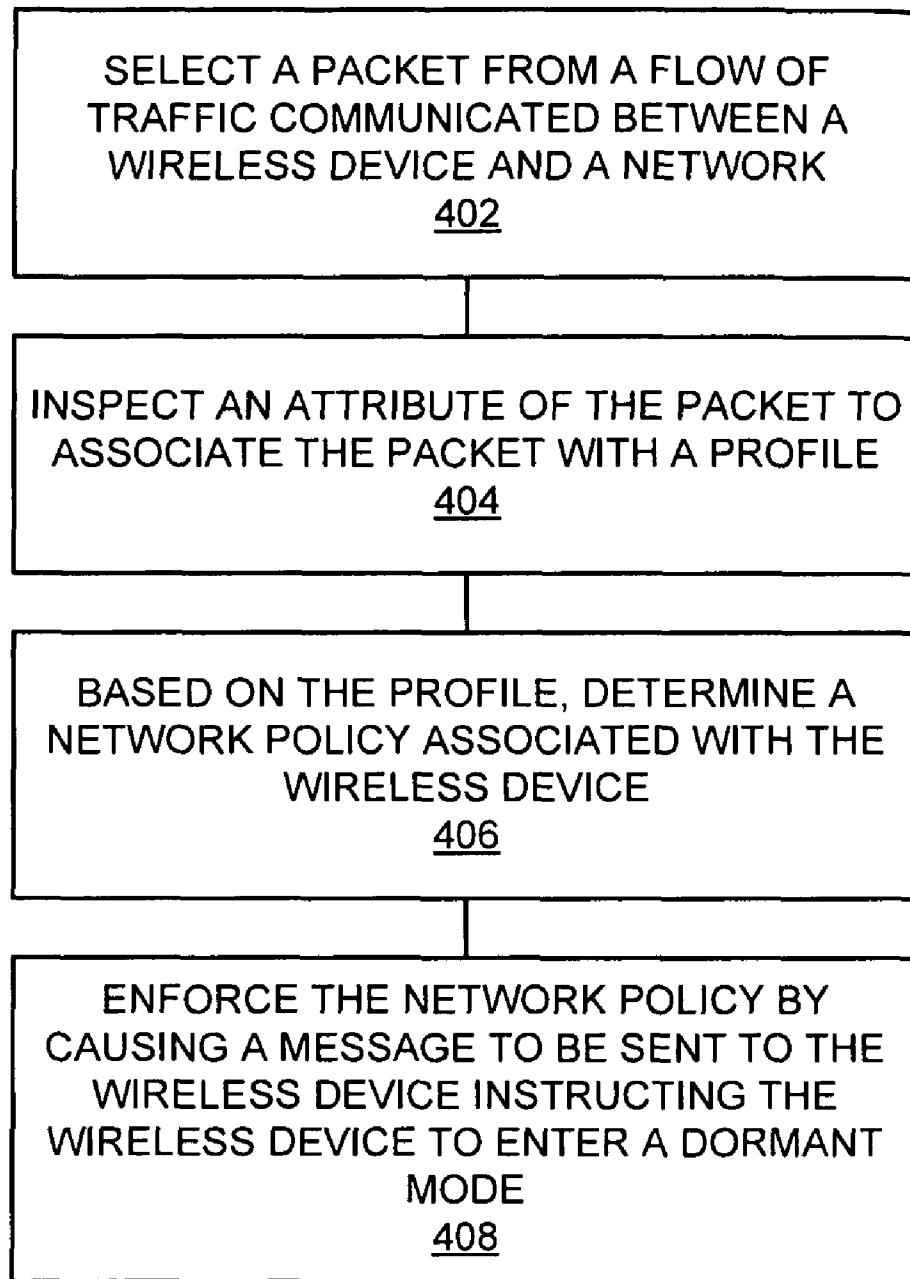 SELECT A PACKET FROM A FLOW OF
TRAFFIC COMMUNICATED BETWEEN A
WIRELESS DEVICE AND A NETWORK
402
INSPECT AN ATTRIBUTE OF THE PACKET TO
ASSOCIATE THE PACKET WITH A PROFILE
404
BASED ON THE PROFILE, DETERMINE A
NETWORK POLICY ASSOCIATED WITH THE
WIRELESS DEVICE
406
ENFORCE THE NETWORK POLICY BY
CAUSING A MESSAGE TO BE SENT TO THE
WIRELESS DEVICE INSTRUCTING THE
WIRELESS DEVICE TO ENTER A DORMANT
MODE
408